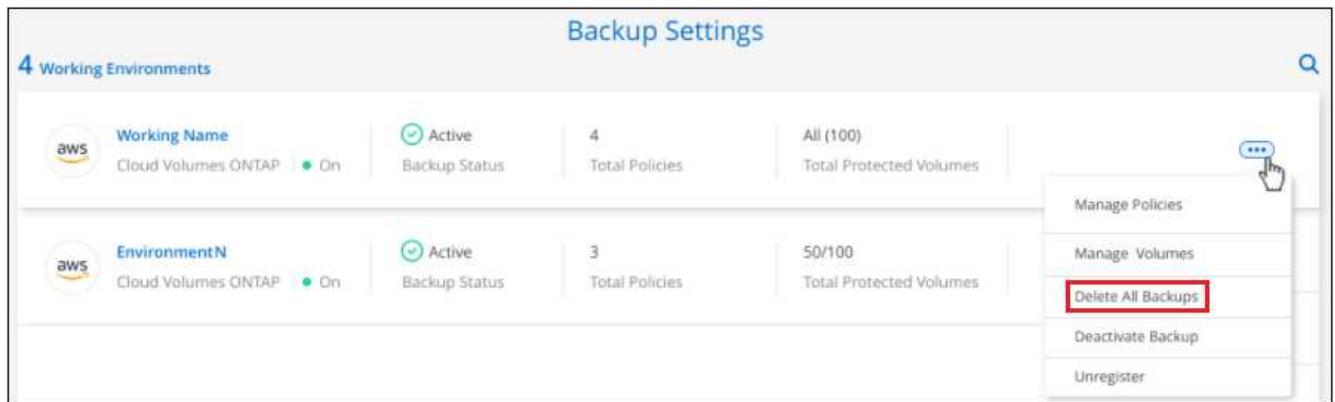 Backup Settings
4 Working Environments
aws Working Name Active 4 All (100)
Cloud Volumes ONTAP On Backup Status Total Policies Total Protected Volumes
Manage Policies
aws EnvironmentN Active 3 50/100 Manage Volumes
Cloud Volumes ONTAP On Backup Status Total Policies Total Protected Volumes
Delete All Backups
Deactivate Backup
Unregister